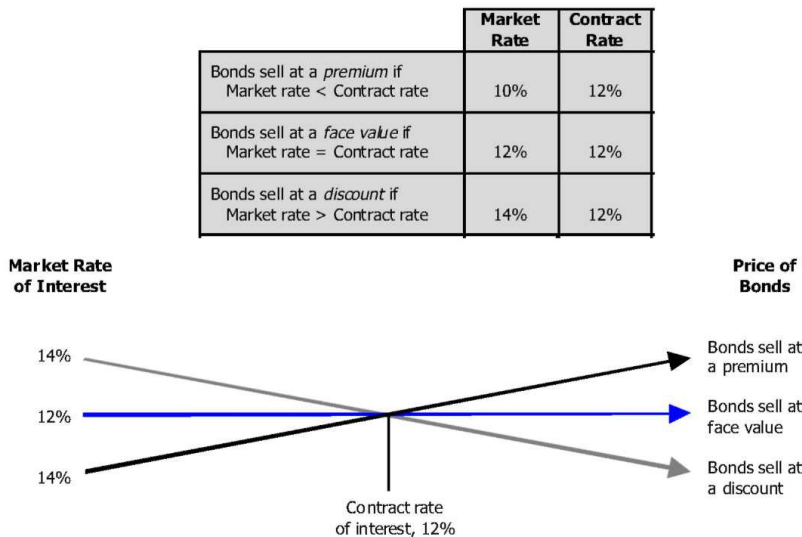 Market Rate
Contract Rate
Bonds sell at a premium if
Market rate < Contract rate
10%
12%
Bonds sell at a face value if
Market rate = Contract rate
12%
12%
Bonds sell at a discount if
Market rate > Contract rate
14%
12%
Market Rate
of Interest
Price of
Bonds
14%
Bonds sell at
a premium
12%
Bonds sell at
face value
14%
Bonds sell at
a discount
Contract rate
of interest, 12%